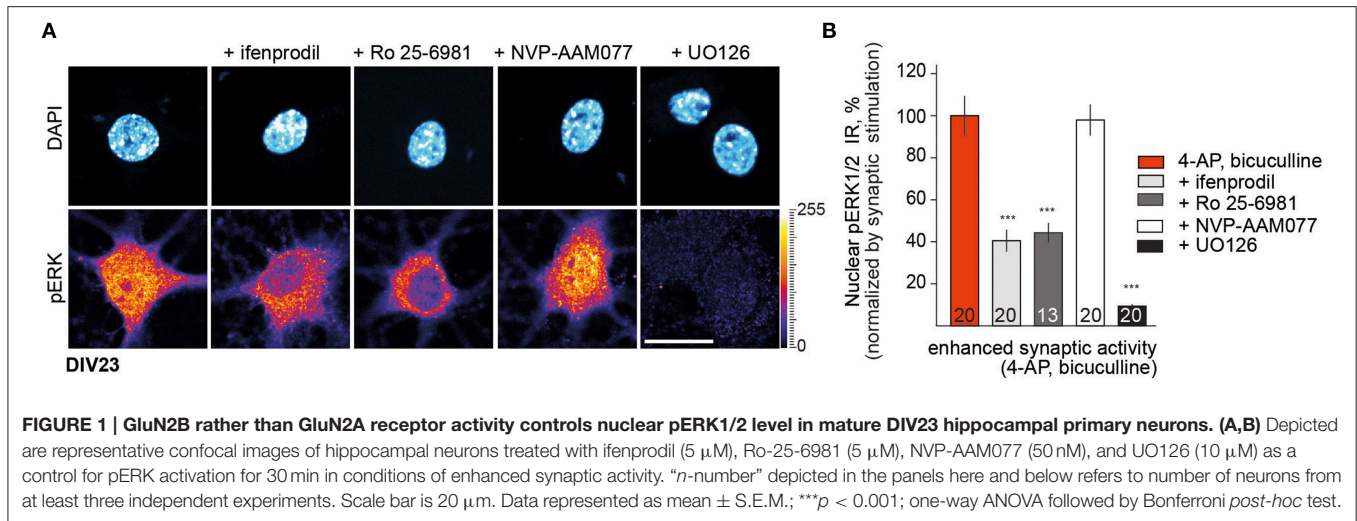 A
+ ifenprodil + Ro 25-6981 + NVP-AAM077 + UO126
DAPI
pERK
255
0
DIV23
B
Nuclear pERK1/2 IR, %
(normalized by synaptic stimulation)
120
100
80
60
40
20
***
***
***
20 20 13 20 20
enhanced synaptic activity
(4-AP, bicuculline)
4-AP, bicuculline
+ ifenprodil
+ Ro 25-6981
+ NVP-AAM077
+ UO126
FIGURE 1 | GluN2B rather than GluN2A receptor activity controls nuclear pERK1/2 level in mature DIV23 hippocampal primary neurons. (A,B) Depicted
are representative confocal images of hippocampal neurons treated with ifenprodil (5 μM), Ro-25-6981 (5 μM), NVP-AAM077 (50 nM), and UO126 (10 μM) as a
control for pERK activation for 30 min in conditions of enhanced synaptic activity. “n-number” depicted in the panels here and below refers to number of neurons from
at least three independent experiments. Scale bar is 20 μm. Data represented as mean ± S.E.M.; ***p < 0.001; one-way ANOVA followed by Bonferroni post-hoc test.